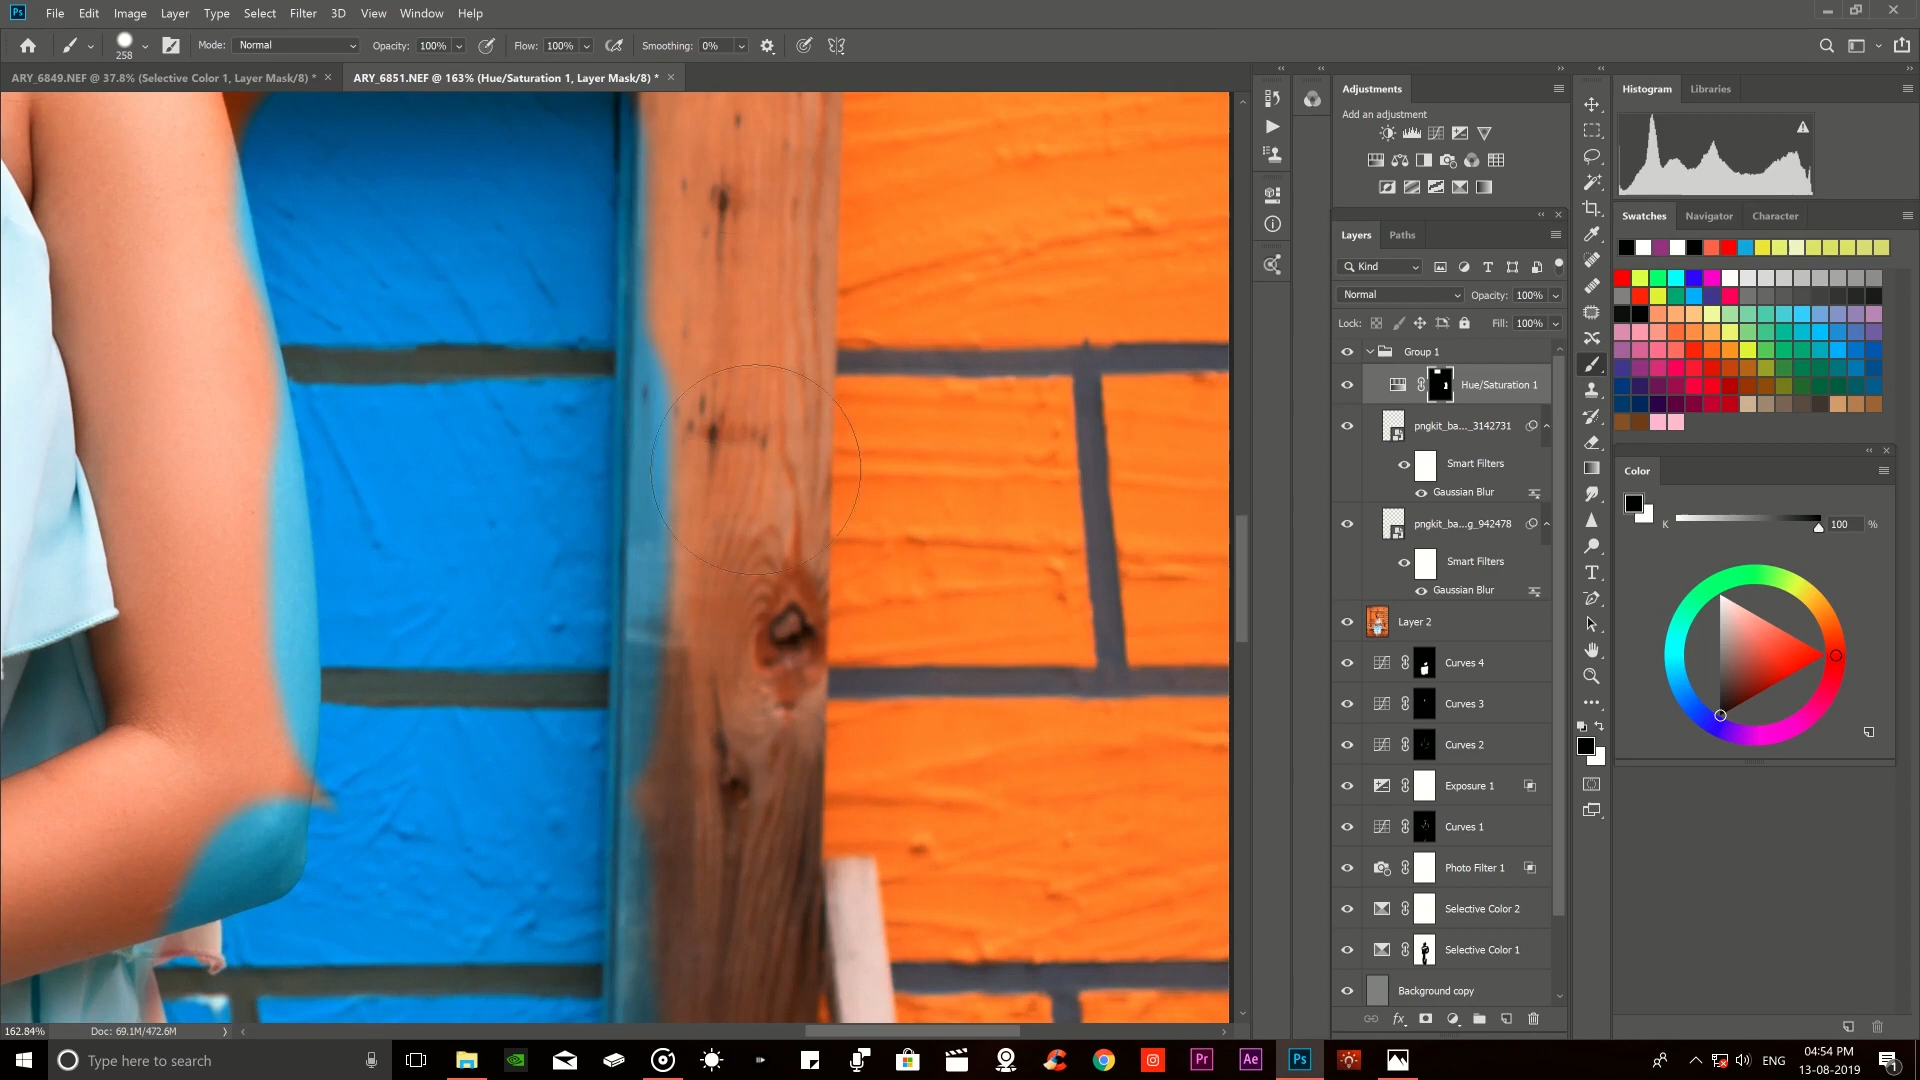 Ps File Edit Image Layer Type Select Filter 3D View Window Help
258 Mode: Normal Opacity: 100% Flow: 100% Smoothing: 0%
ARY_6849.NEF @ 37.8% (Selective Color 1, Layer Mask/8) * × ARY_6851.NEF @ 163% (Hue/Saturation 1, Layer Mask/8) * ×
Adjustments
Add an adjustment
Histogram Libraries
Swatches Navigator Character
Layers Paths
Kind
Normal Opacity: 100%
Lock: Fill: 100%
Group 1
Hue/Saturation 1
pngkit_ba..._3142731
Smart Filters
Gaussian Blur
pngkit_ba...g_942478
Smart Filters
Gaussian Blur
Layer 2
Curves 4
Curves 3
Curves 2
Exposure 1
Curves 1
Photo Filter 1
Selective Color 2
Selective Color 1
Background copy
fx
Color
K 100 %
162.84% Doc: 69.1M/472.6M
Type here to search
Pr Ae Ps
ENG
04:54 PM
13-08-2019
1